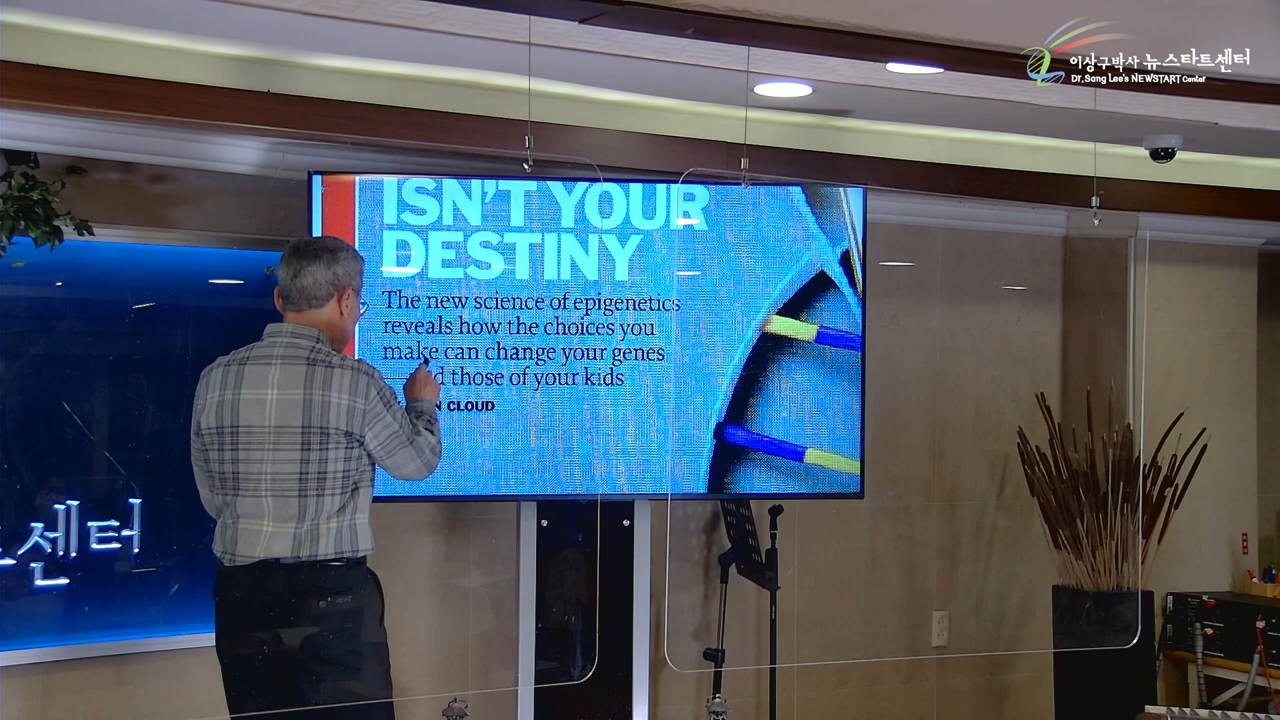 이상구박사 뉴스타트센터
Dr. Sang Lee's NEWSTART Center
ISN'T YOUR
DESTINY
The new science of epigenetics
reveals how the choices you
make can change your genes
those of your kids
CLOUD
센터